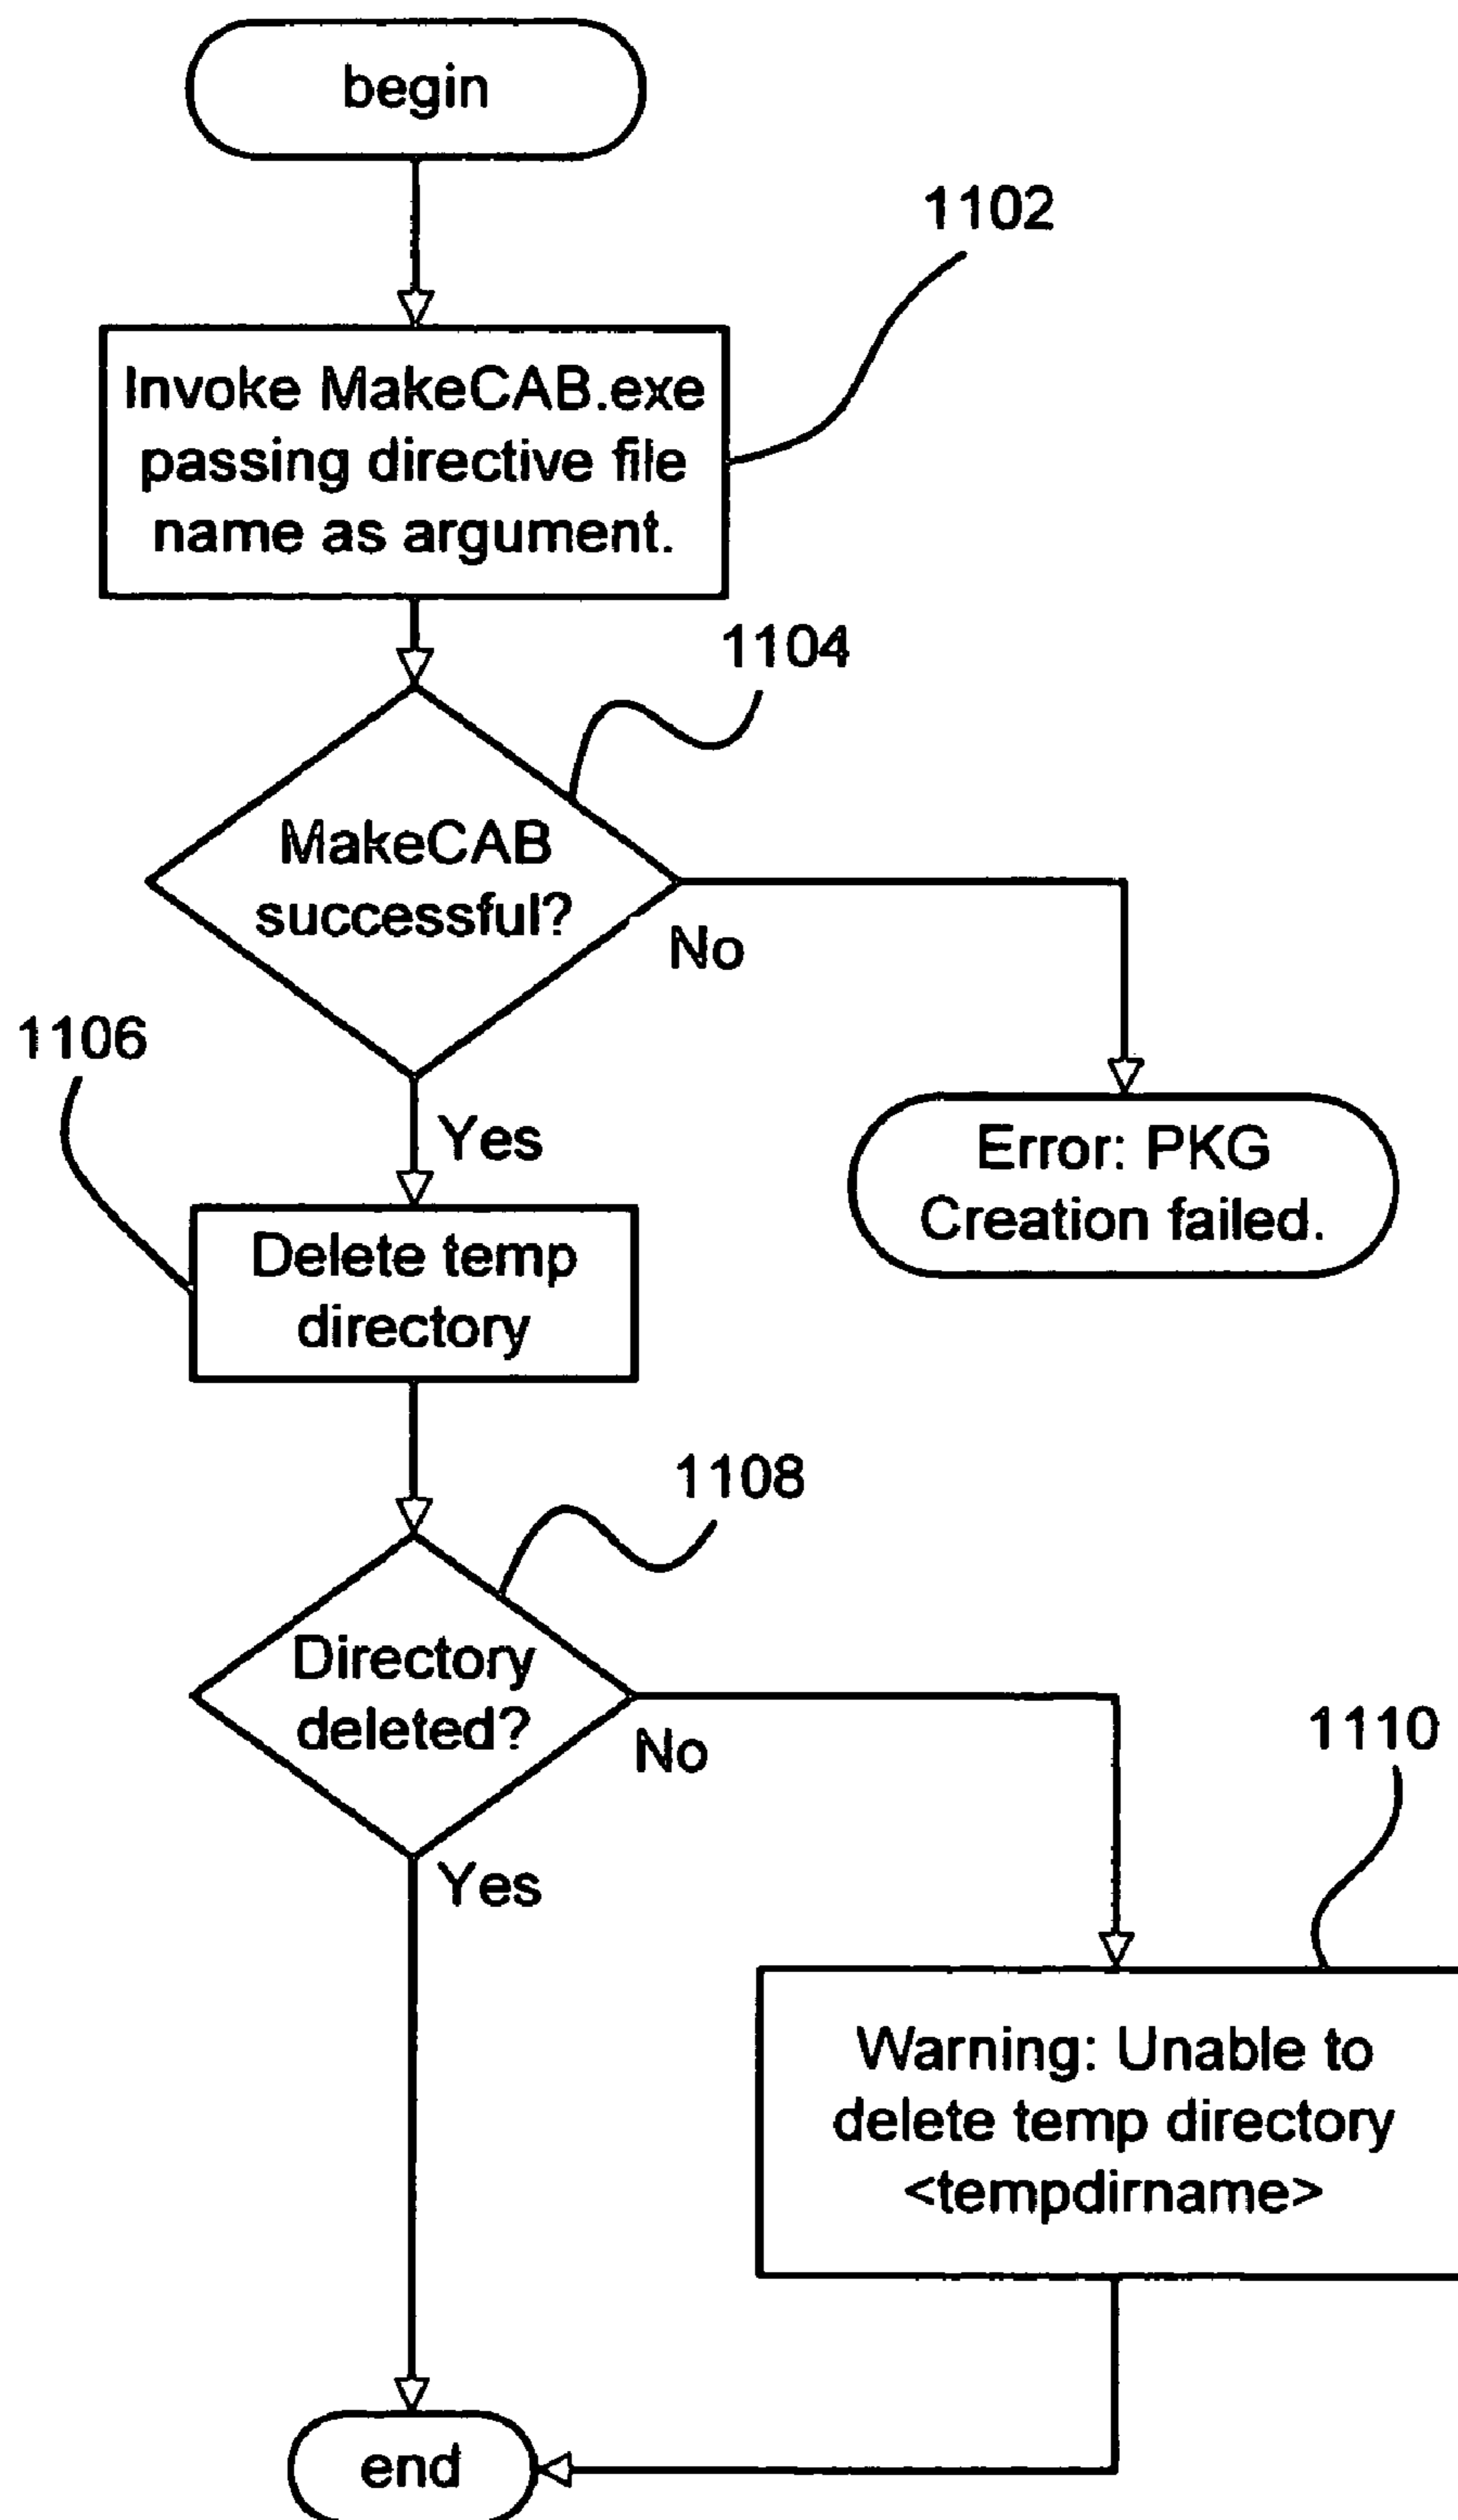 begin
1102
Invoke MakeCAB.exe
passing directive file
name as argument.
1104
MakeCAB
successful?
No
1106
Yes
Error: PKG
Creation failed.
Delete temp
directory
1108
Directory
deleted?
No
1110
Yes
Warning: Unable to
delete temp directory
<tempdirname>
end